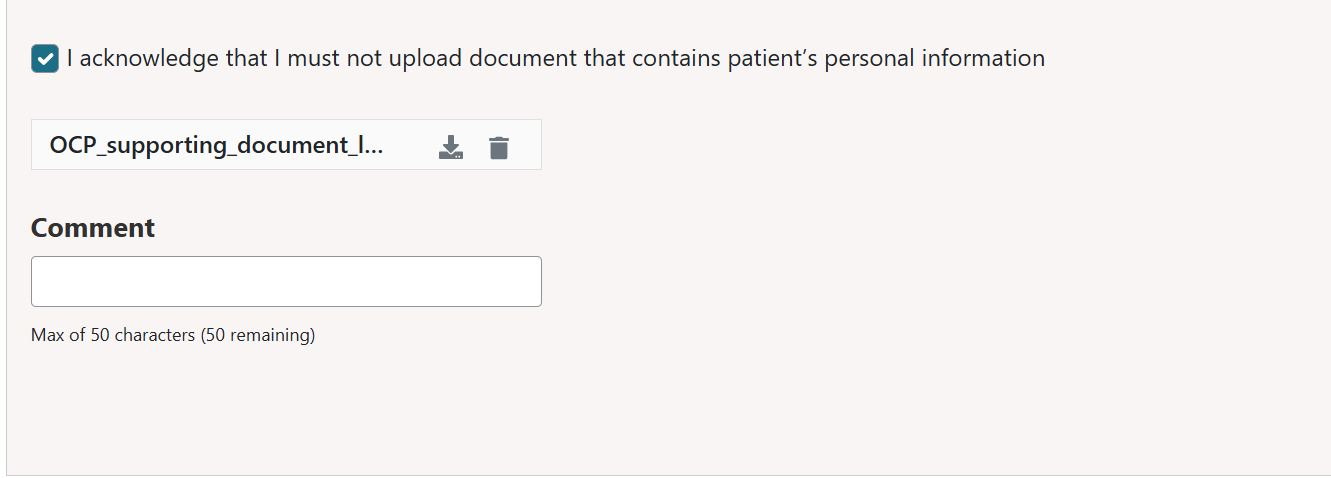 I acknowledge that I must not upload document that contains patient’s personal information
OCP_supporting_document_l...
Comment
Max of 50 characters (50 remaining)